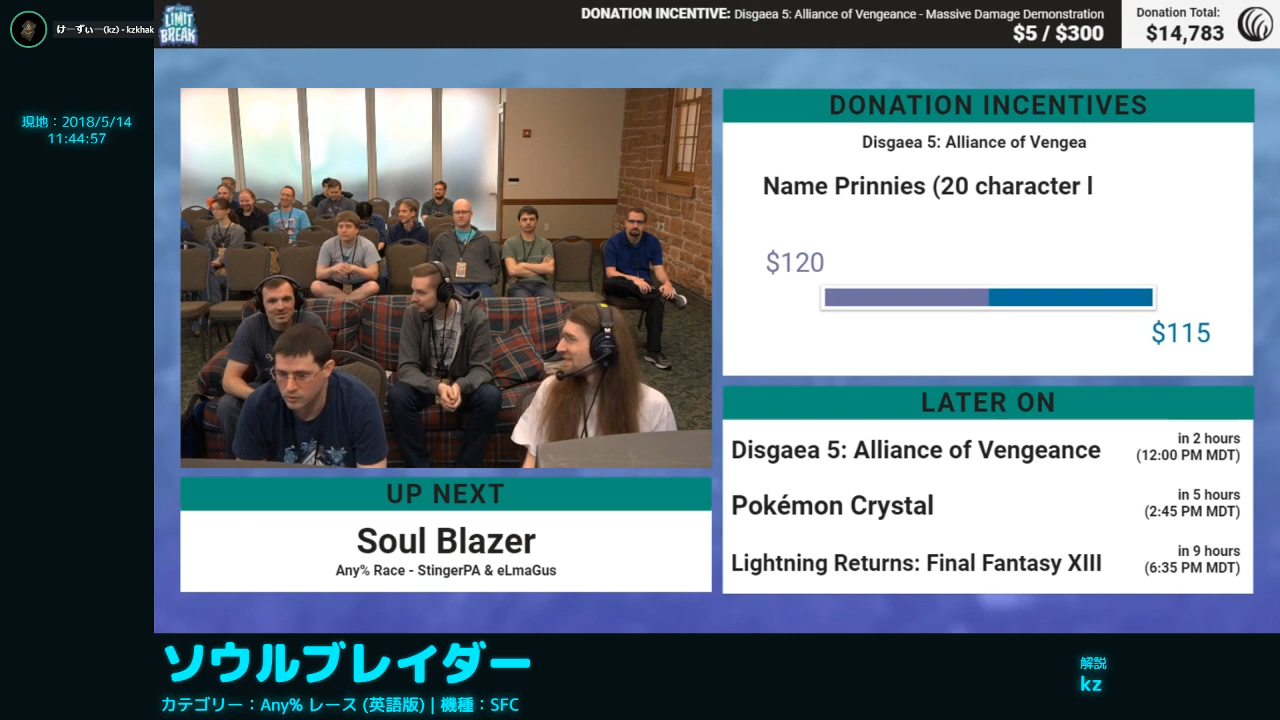 けーずぃー(kz) - kzkhak
LIMIT BREAK
DONATION INCENTIVE: Disgaea 5: Alliance of Vengeance - Massive Damage Demonstration
$5 / $300
Donation Total:
$14,783
現地：2018/5/14
11:44:57
DONATION INCENTIVES
Disgaea 5: Alliance of Vengea
Name Prinnies (20 character l
$120
$115
LATER ON
Disgaea 5: Alliance of Vengeance
in 2 hours
(12:00 PM MDT)
Pokémon Crystal
in 5 hours
(2:45 PM MDT)
Lightning Returns: Final Fantasy XIII
in 9 hours
(6:35 PM MDT)
UP NEXT
Soul Blazer
Any% Race - StingerPA & eLmaGus
ソウルブレイダー
カテゴリー：Any% レース (英語版) | 機種：SFC
解説
kz